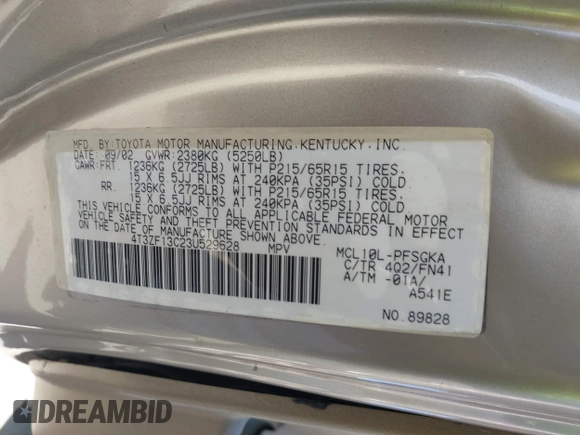 MFD. BY:TOYOTA MOTOR MANUFACTURING.KENTUCKY.INC.
DATE: 09/02 GVWR:2380KG (5250LB)
GAWR:FRT. 1236KG (2725LB) WITH P215/65R15 TIRES.
15 X 6.5JJ RIMS AT 240KPA (35PSI) COLD.
RR. 1236KG (2725LB) WITH P215/65R15 TIRES.
15 X 6.5JJ RIMS AT 240KPA (35PSI) COLD.
THIS VEHICLE CONFORMS TO ALL APPLICABLE FEDERAL MOTOR
VEHICLE SAFETY AND THEFT PREVENTION STANDARDS IN EFFECT
AT THE DATE OF MANUFACTURE SHOWN ABOVE.
4T3ZF13C23U529628 MPV
MCL10L-PFSGKA
C/TR 4Q2/FN41
A/TM -01A/
A541E
NO.89828
DREAMBID